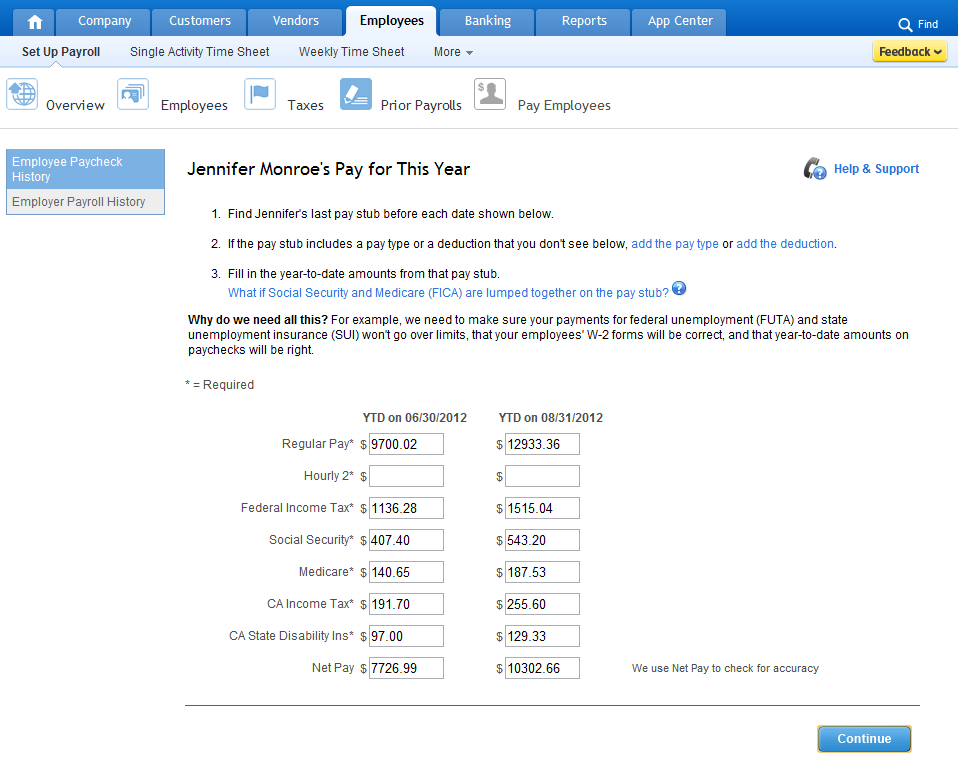 Company Customers Vendors Employees Banking Reports App Center Find
Set Up Payroll Single Activity Time Sheet Weekly Time Sheet More Feedback
Overview Employees Taxes Prior Payrolls $ Pay Employees
Employee Paycheck
History
Employer Payroll History
Jennifer Monroe's Pay for This Year
? Help & Support
1. Find Jennifer's last pay stub before each date shown below.
2. If the pay stub includes a pay type or a deduction that you don't see below, add the pay type or add the deduction.
3. Fill in the year-to-date amounts from that pay stub.
What if Social Security and Medicare (FICA) are lumped together on the pay stub? ?
Why do we need all this? For example, we need to make sure your payments for federal unemployment (FUTA) and state
unemployment insurance (SUI) won't go over limits, that your employees' W-2 forms will be correct, and that year-to-date amounts on
paychecks will be right.
* = Required
YTD on 06/30/2012 YTD on 08/31/2012
Regular Pay* $ 9700.02 $ 12933.36
Hourly 2* $ $
Federal Income Tax* $ 1136.28 $ 1515.04
Social Security* $ 407.40 $ 543.20
Medicare* $ 140.65 $ 187.53
CA Income Tax* $ 191.70 $ 255.60
CA State Disability Ins* $ 97.00 $ 129.33
Net Pay $ 7726.99 $ 10302.66 We use Net Pay to check for accuracy
Continue